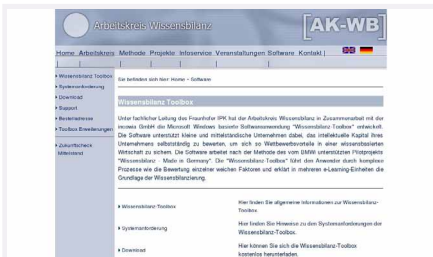 Arbeitskreis Wissensbilanz
[AK-WB]
Home Arbeitskreis Methode Projekte Infoservice Veranstaltungen Software Kontakt |
Wissensbilanz Toolbox
Systemanforderung
Download
Support
Bestelladresse
Toolbox Erweiterungen
Zukunftscheck
Mittelstand
Sie befinden sich hier: Home - Software
Wissensbilanz Toolbox
Unter fachlicher Leitung des Fraunhofer IPK hat der Arbeitskreis Wissensbilanz in Zusammenarbeit mit der
incowia GmbH die Microsoft Windows basierte Softwareanwendung "Wissensbilanz-Toolbox" entwickelt.
Die Software unterstützt kleine und mittelständische Unternehmen dabei, das intellektuelle Kapital ihres
Unternehmens selbstständig zu bewerten, um sich so Wettbewerbsvorteile in einer wissensbasierten
Wirtschaft zu sichern. Die Software arbeitet nach der Methode des vom BMWi unterstützten Pilotprojekts
"Wissensbilanz - Made in Germany". Die "Wissensbilanz-Toolbox" führt den Anwender durch komplexe
Prozesse wie die Bewertung einzelner weichen Faktoren und erklärt in mehreren e-Learning-Einheiten die
Grundlage der Wissensbilanzierung.
Wissensbilanz-Toolbox
Hier finden Sie allgemeine Informationen zur Wissensbilanz-
Toolbox.
Systemanforderung
Hier finden Sie Hinweise zu den Systemanforderungen der
Wissensbilanz-Toolbox.
Download
Hier können Sie sich die Wissensbilanz-Toolbox
kostenlos herunterladen.